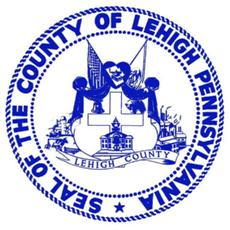 SEAL OF THE COUNTY OF LEHIGH PENNSYLVANIA
LEHIGH COUNTY